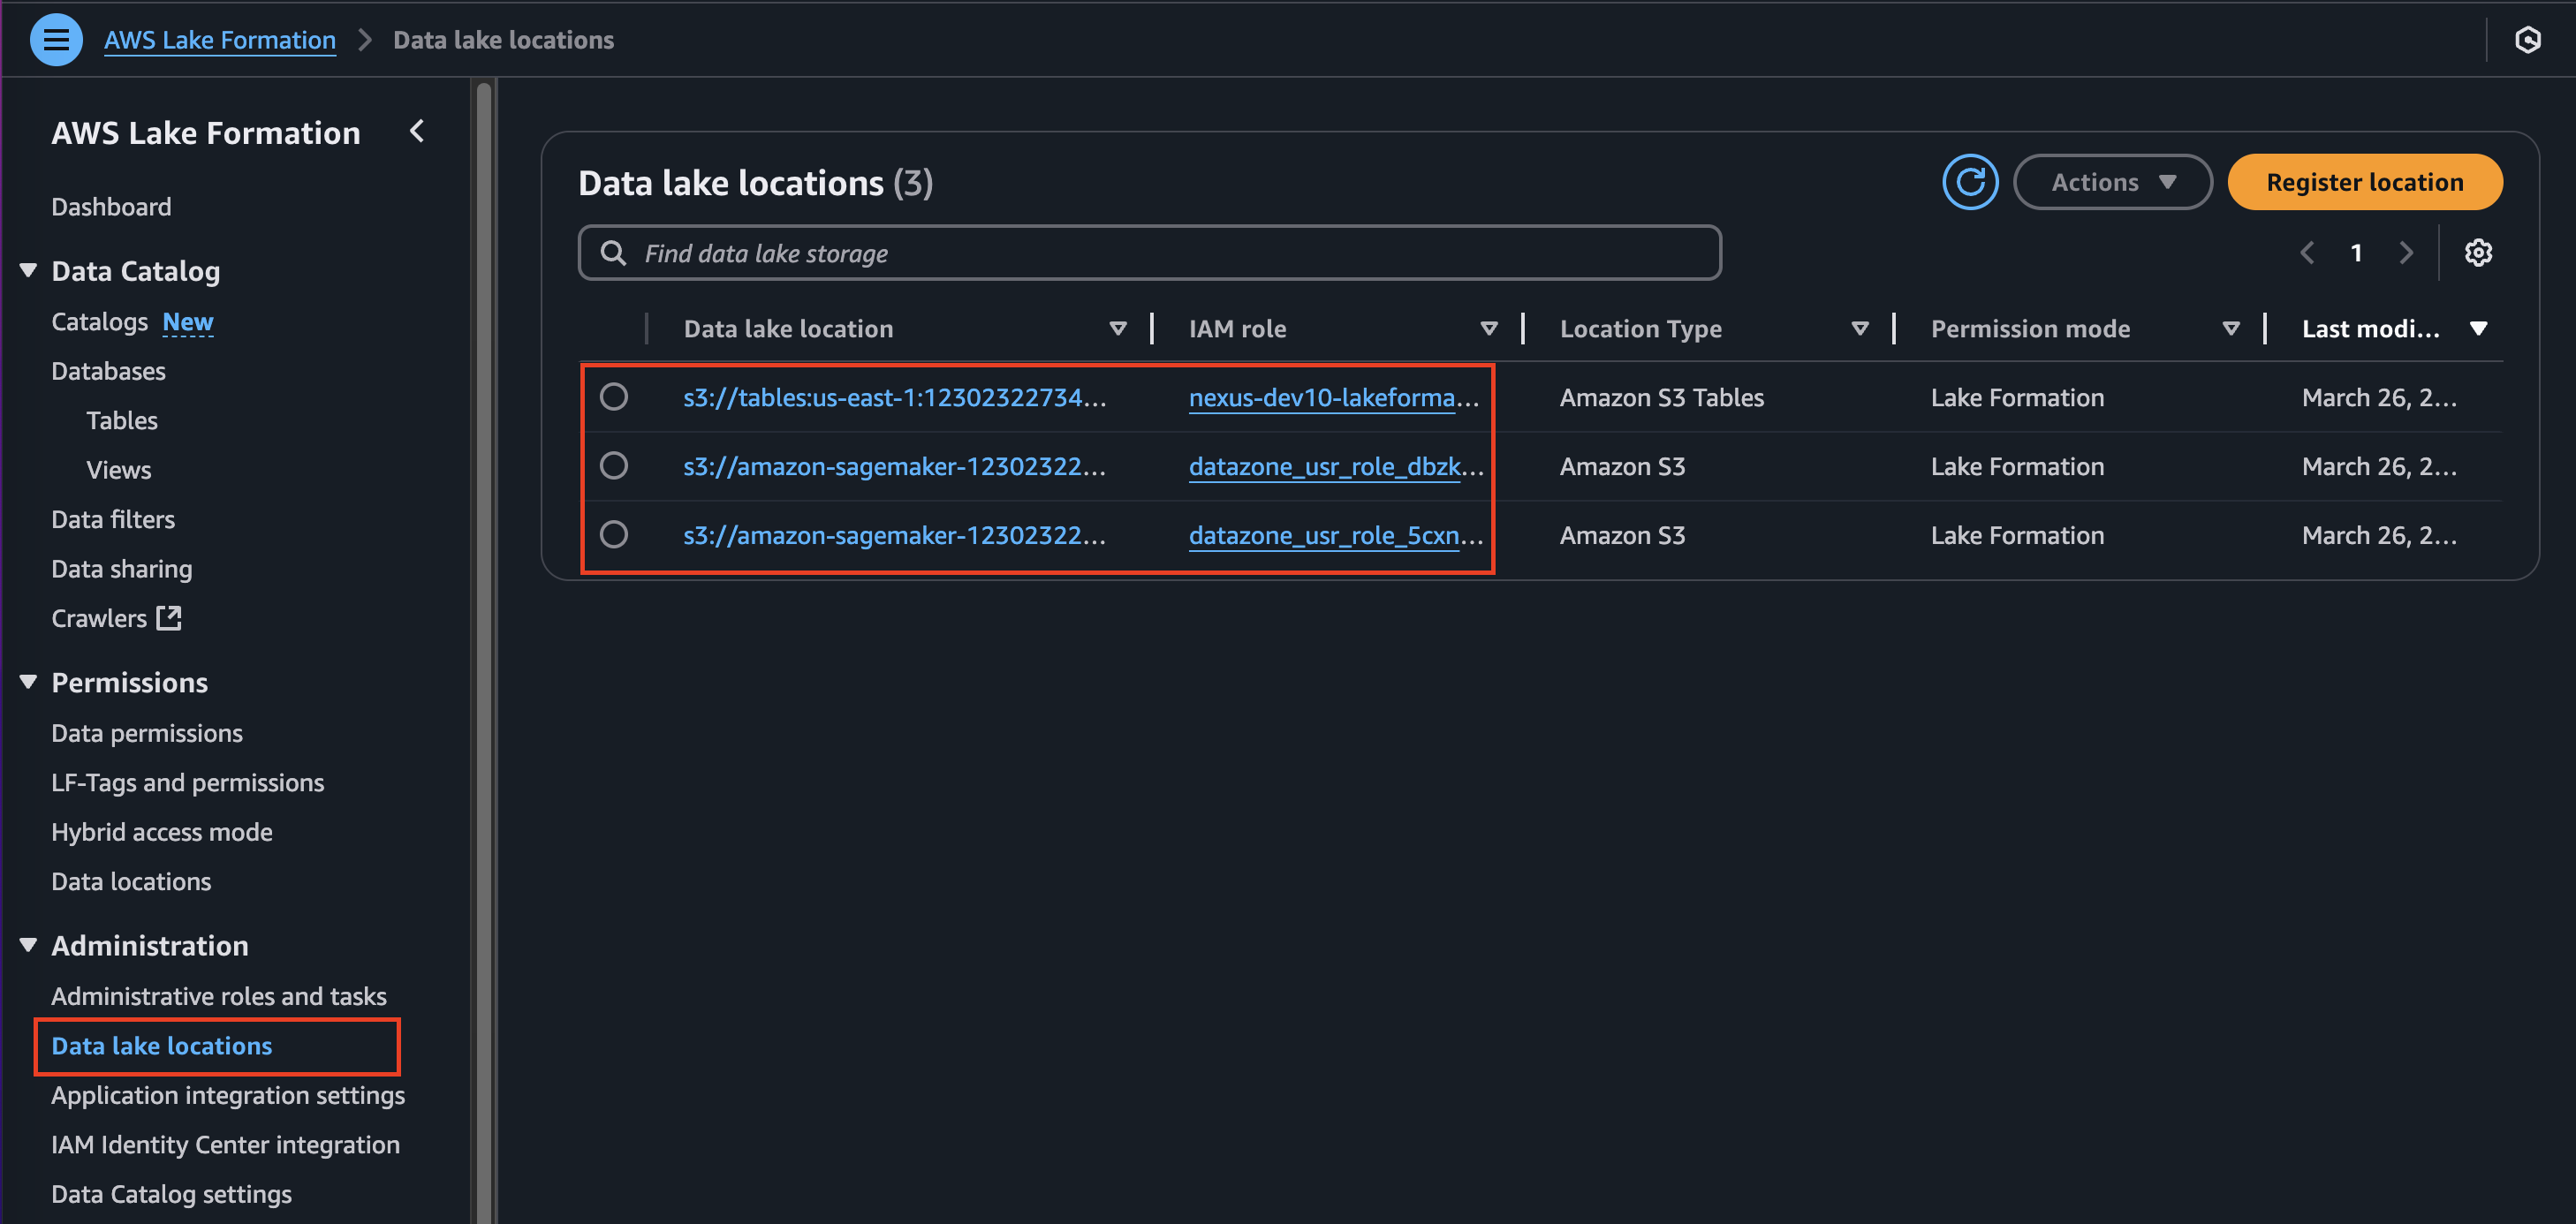 AWS Lake Formation > Data lake locations
AWS Lake Formation
Dashboard
Data Catalog
Catalogs New
Databases
Tables
Views
Data filters
Data sharing
Crawlers
Permissions
Data permissions
LF-Tags and permissions
Hybrid access mode
Data locations
Administration
Administrative roles and tasks
Data lake locations
Application integration settings
IAM Identity Center integration
Data Catalog settings
Data lake locations (3)
Actions
Register location
Find data lake storage
1
Data lake location IAM role Location Type Permission mode Last modi...
s3://tables:us-east-1:12302322734... nexus-dev10-lakeforma... Amazon S3 Tables Lake Formation March 26, 2...
s3://amazon-sagemaker-12302322... datazone_usr_role_dbzk... Amazon S3 Lake Formation March 26, 2...
s3://amazon-sagemaker-12302322... datazone_usr_role_5cxn... Amazon S3 Lake Formation March 26, 2...